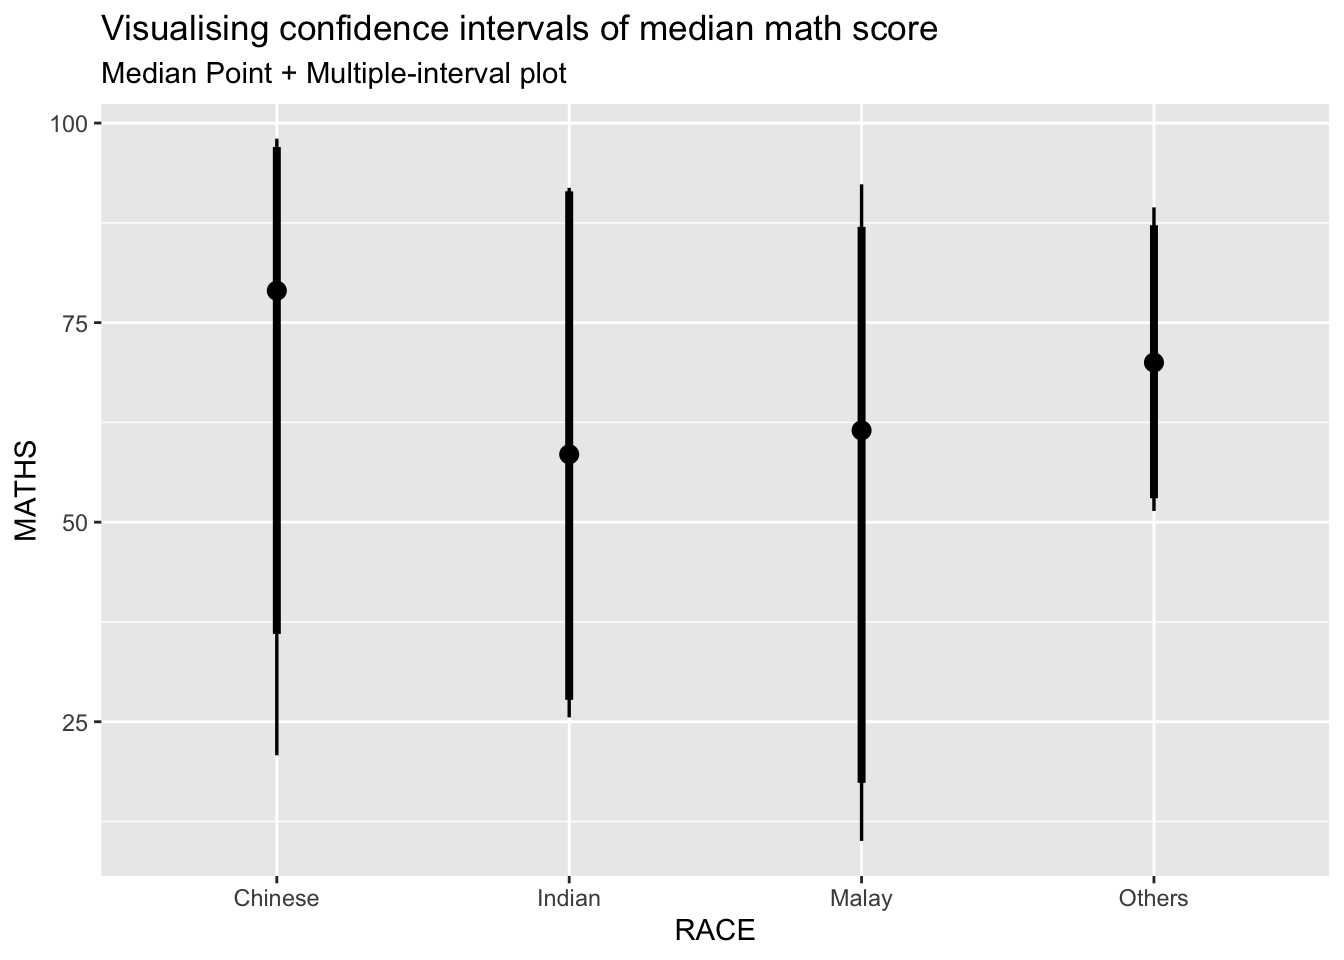 Visualising confidence intervals of median math score
Median Point + Multiple-interval plot
100
75
50
25
MATHS
Chinese Indian Malay Others
RACE